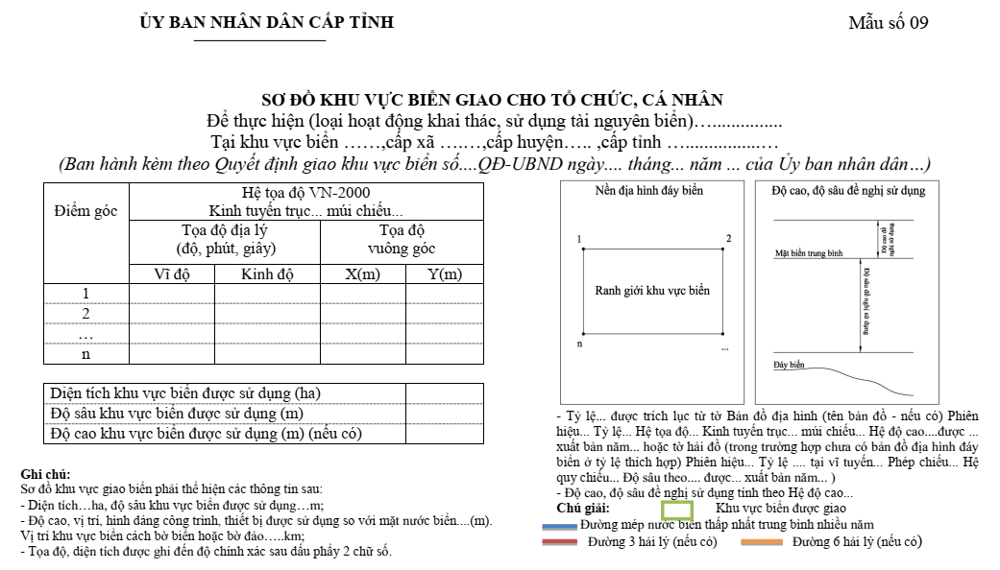 ỦY BAN NHÂN DÂN CẤP TỈNH
Mẫu số 09
SƠ ĐỒ KHU VỰC BIỂN GIAO CHO TỔ CHỨC, CÁ NHÂN
Để thực hiện (loại hoạt động khai thác, sử dụng tài nguyên biển)…...............
Tại khu vực biển ……,cấp xã …….,cấp huyện….. ,cấp tỉnh …..................…
(Ban hành kèm theo Quyết định giao khu vực biển số....QĐ-UBND ngày.... tháng... năm ... của Ủy ban nhân dân…)
Điểm góc
Hệ tọa độ VN-2000
Kinh tuyến trục... múi chiếu...
Tọa độ địa lý
(độ, phút, giây)
Tọa độ
vuông góc
Vĩ độ
Kinh độ
X(m)
Y(m)
1
2
…
n
Diện tích khu vực biển được sử dụng (ha)
Độ sâu khu vực biển được sử dụng (m)
Độ cao khu vực biển được sử dụng (m) (nếu có)
Ghi chú:
Sơ đồ khu vực giao biển phải thể hiện các thông tin sau:
- Diện tích…ha, độ sâu khu vực biển được sử dụng…m;
- Độ cao, vị trí, hình dáng công trình, thiết bị được sử dụng so với mặt nước biển....(m).
Vị trí khu vực biển cách bờ biển hoặc bờ đảo…..km;
- Tọa độ, diện tích được ghi đến độ chính xác sau dấu phẩy 2 chữ số.
Nền địa hình đáy biển
1
2
Ranh giới khu vực biển
n
...
Độ cao, độ sâu đề nghị sử dụng
Độ cao đề
nghị sử dụng
Mặt biển trung bình
Độ sâu đề nghị sử dụng
Đáy biển
- Tỷ lệ... được trích lục từ tờ Bản đồ địa hình (tên bản đồ - nếu có) Phiên
hiệu... Tỷ lệ... Hệ tọa độ... Kinh tuyến trục... múi chiếu... Hệ độ cao....được ...
xuất bản năm... hoặc tờ hải đồ (trong trường hợp chưa có bản đồ địa hình đáy
biển ở tỷ lệ thích hợp) Phiên hiệu... Tỷ lệ .... tại vĩ tuyến... Phép chiếu... Hệ
quy chiếu... Độ sâu theo.... được... xuất bản năm... )
- Độ cao, độ sâu đề nghị sử dụng tính theo Hệ độ cao...
Chú giải:
Khu vực biển được giao
Đường mép nước biển thấp nhất trung bình nhiều năm
Đường 3 hải lý (nếu có)
Đường 6 hải lý (nếu có)